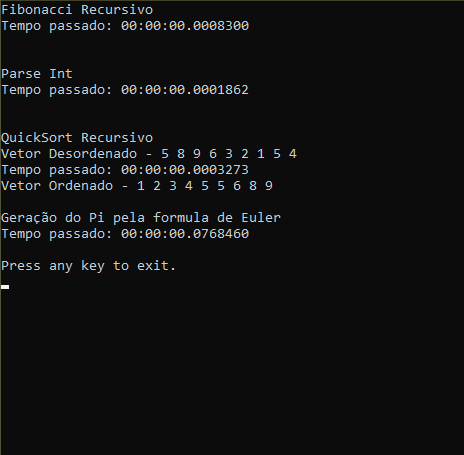 Fibonacci Recursivo
Tempo passado: 00:00:00.0008300
Parse Int
Tempo passado: 00:00:00.0001862
QuickSort Recursivo
Vetor Desordenado - 5 8 9 6 3 2 1 5 4
Tempo passado: 00:00:00.0003273
Vetor Ordenado - 1 2 3 4 5 5 6 8 9
Geração do Pi pela formula de Euler
Tempo passado: 00:00:00.0768460
Press any key to exit.